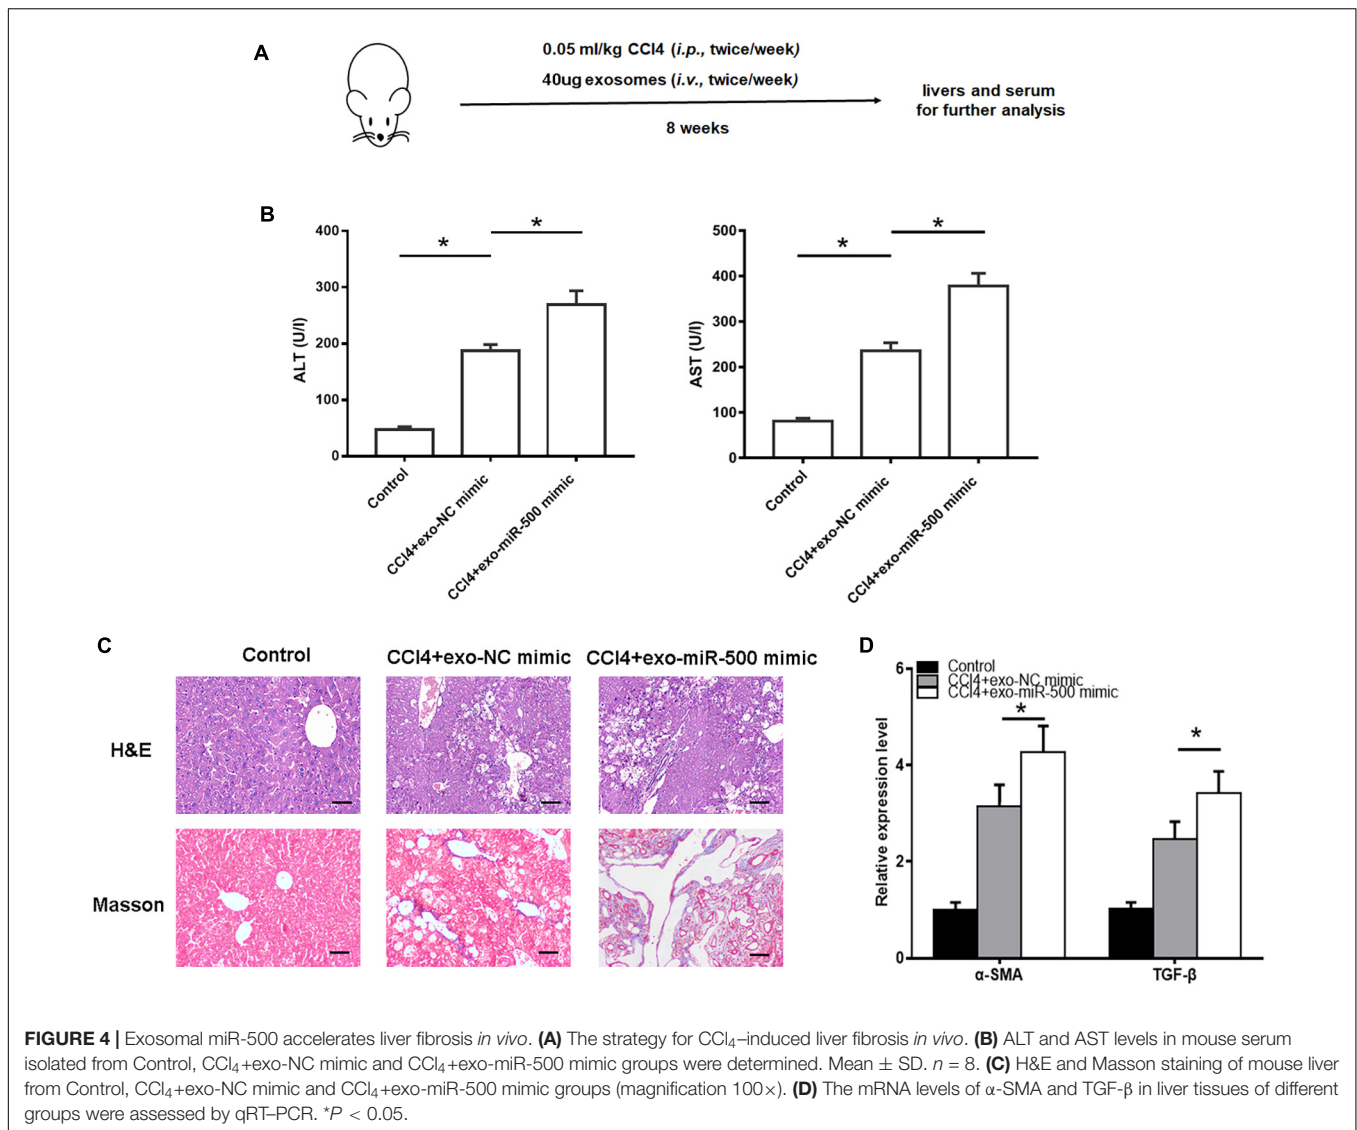 A
0.05 ml/kg CCl4 (i.p., twice/week)
40ug exosomes (i.v., twice/week)
8 weeks
livers and serum
for further analysis
B
ALT (U/l)
400
300
200
100
0
*
*
Control
CCl4+exo-NC mimic
CCl4+exo-miR-500 mimic
AST (U/l)
500
400
300
200
100
0
*
*
Control
CCl4+exo-NC mimic
CCl4+exo-miR-500 mimic
C
Control
CCl4+exo-NC mimic
CCl4+exo-miR-500 mimic
H&E
Masson
D
Relative expression level
6
4
2
0
Control
CCl4+exo-NC mimic
CCl4+exo-miR-500 mimic
*
*
α-SMA
TGF-β
FIGURE 4 | Exosomal miR-500 accelerates liver fibrosis in vivo. (A) The strategy for CCl₄–induced liver fibrosis in vivo. (B) ALT and AST levels in mouse serum
isolated from Control, CCl₄+exo-NC mimic and CCl₄+exo-miR-500 mimic groups were determined. Mean ± SD. n = 8. (C) H&E and Masson staining of mouse liver
from Control, CCl₄+exo-NC mimic and CCl₄+exo-miR-500 mimic groups (magnification 100×). (D) The mRNA levels of α-SMA and TGF-β in liver tissues of different
groups were assessed by qRT–PCR. *P < 0.05.